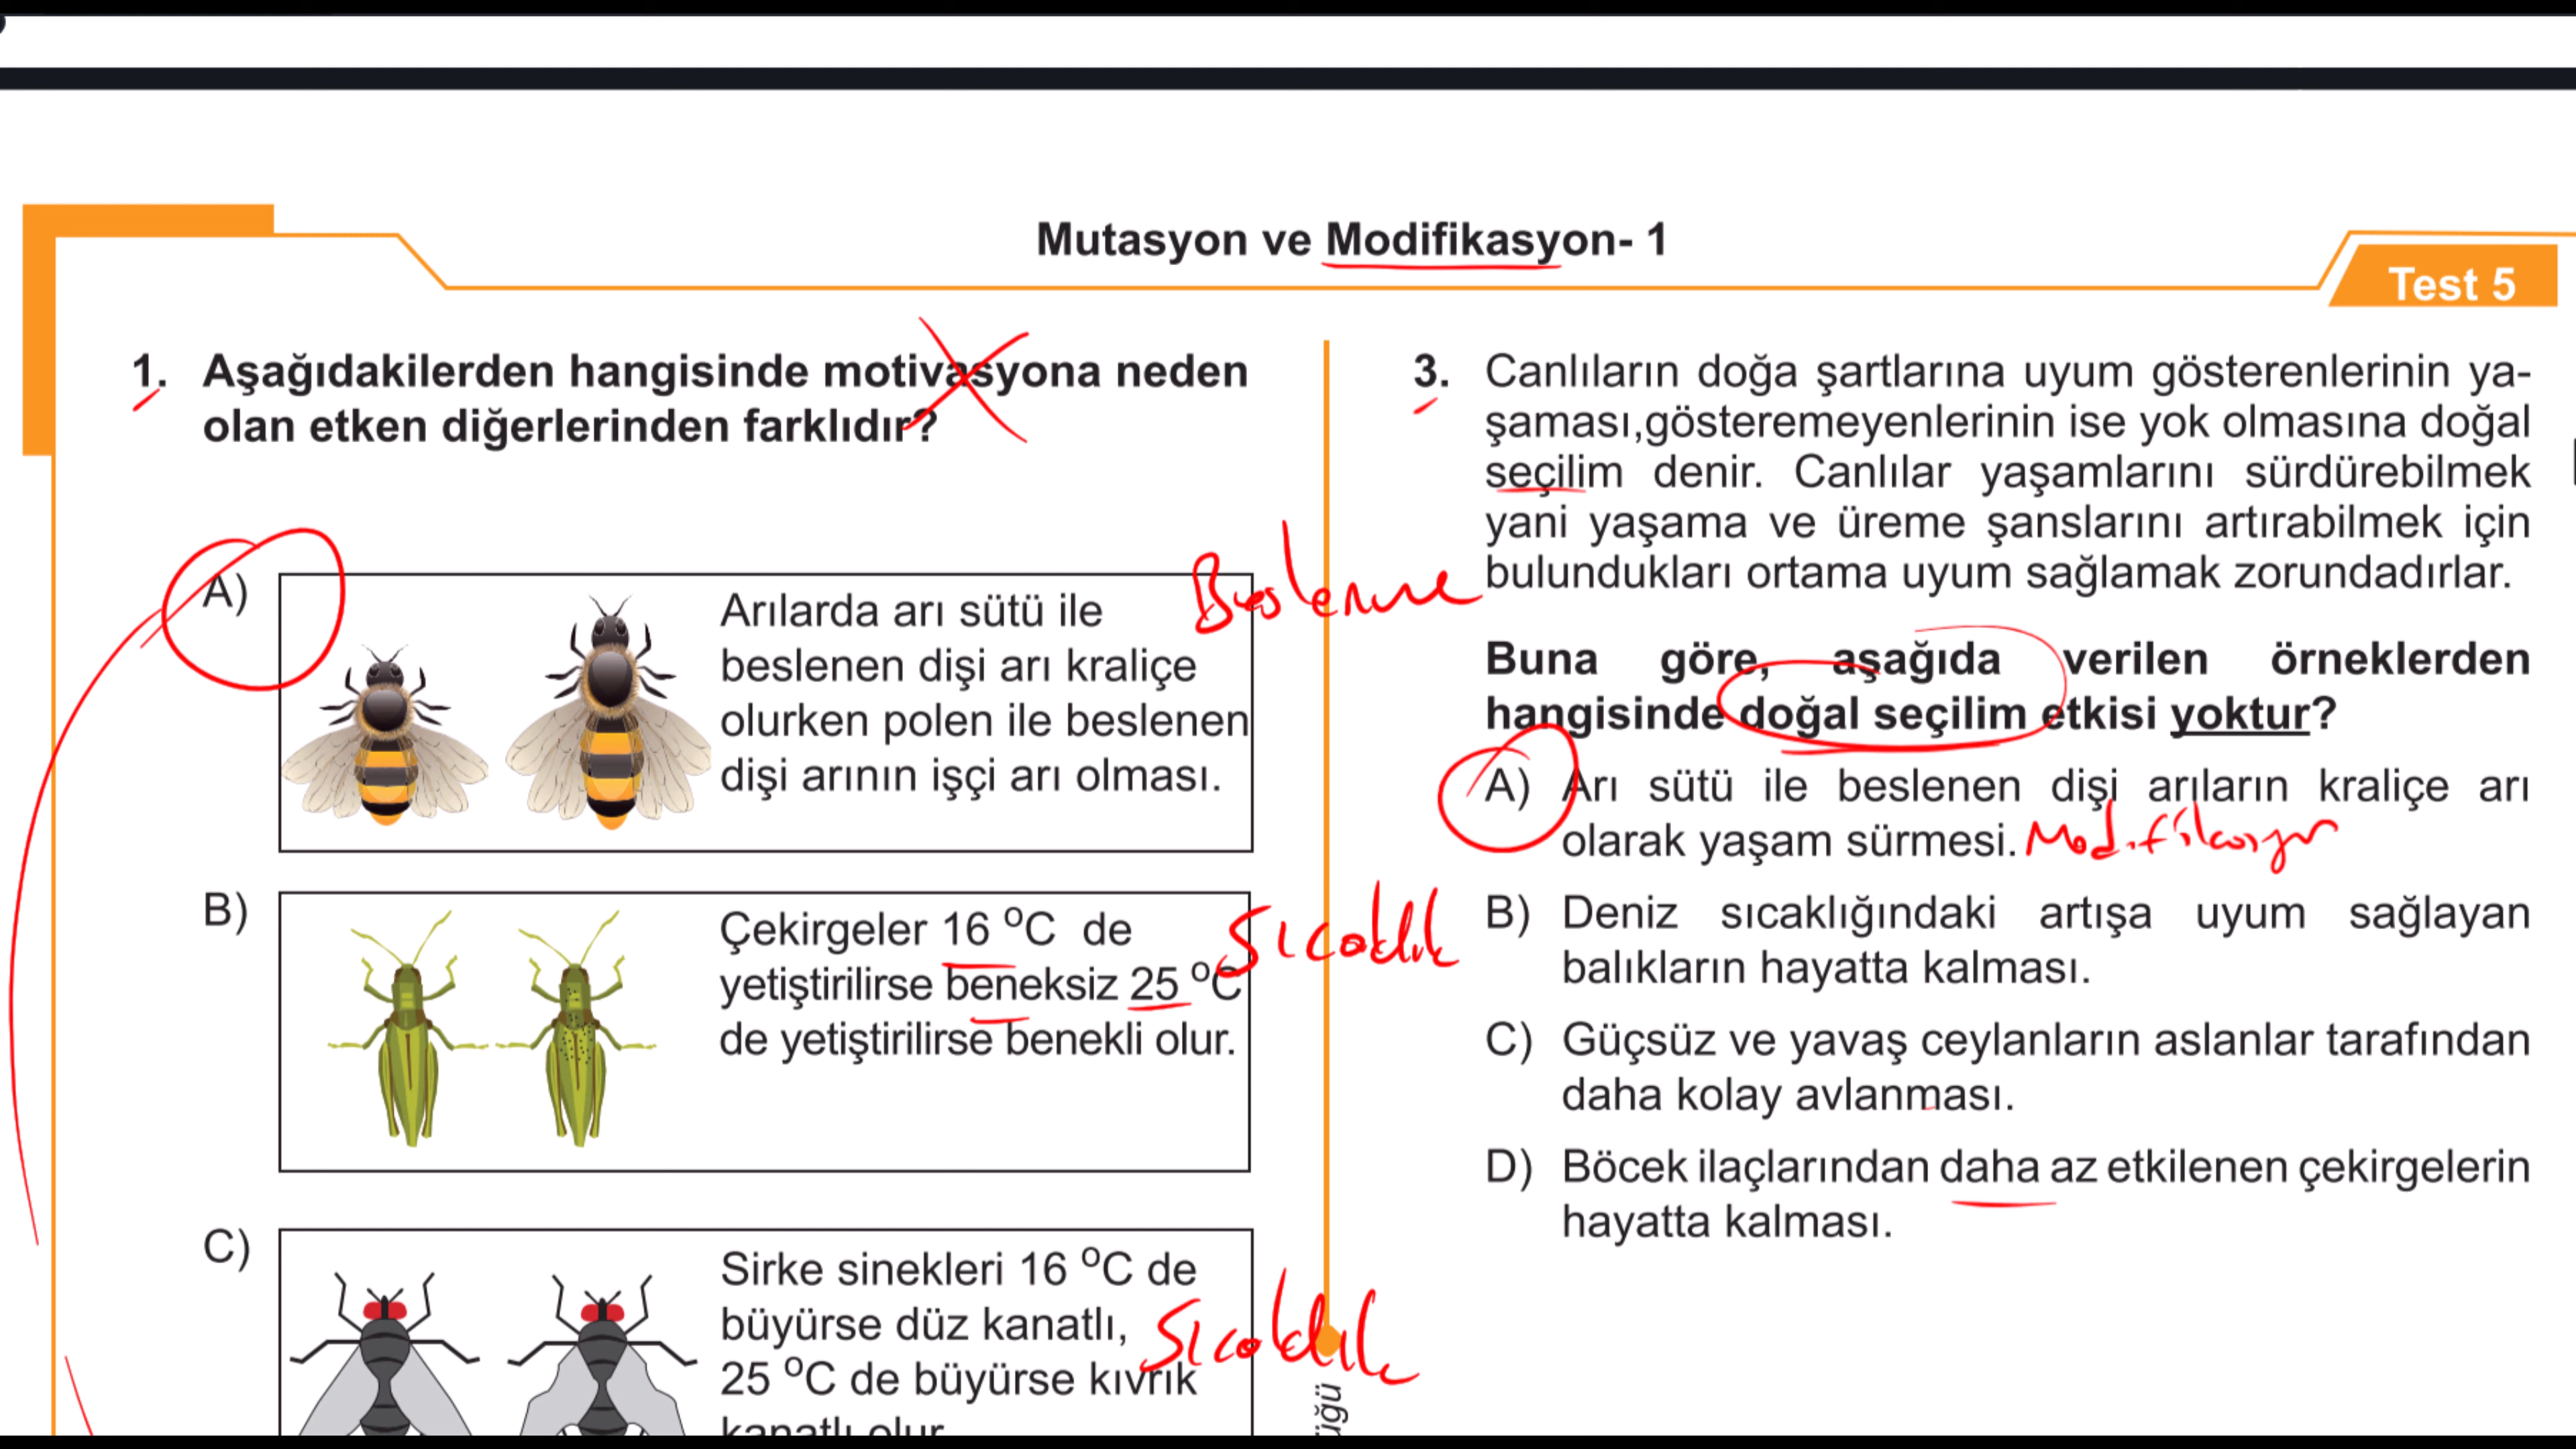 Mutasyon ve Modifikasyon- 1
Test 5
1. Aşağıdakilerden hangisinde motivasyona neden
olan etken diğerlerinden farklıdır?
A)
Arılarda arı sütü ile
beslenen dişi arı kraliçe
olurken polen ile beslenen
dişi arının işçi arı olması.
Beslenme
B)
Çekirgeler 16 ⁰C de
yetiştirilirse beneksiz 25 ⁰C
de yetiştirilirse benekli olur.
Sıcaklık
C)
Sirke sinekleri 16 ⁰C de
büyürse düz kanatlı,
25 ⁰C de büyürse kıvrık
kanatlı olur
Sıcaklık
3. Canlıların doğa şartlarına uyum gösterenlerinin ya-
şaması,gösteremeyenlerinin ise yok olmasına doğal
seçilim denir. Canlılar yaşamlarını sürdürebilmek
yani yaşama ve üreme şanslarını artırabilmek için
bulundukları ortama uyum sağlamak zorundadırlar.
Buna göre, aşağıda verilen örneklerden
hangisinde doğal seçilim etkisi yoktur?
A) Arı sütü ile beslenen dişi arıların kraliçe arı
olarak yaşam sürmesi. Modifikasyon
B) Deniz sıcaklığındaki artışa uyum sağlayan
balıkların hayatta kalması.
C) Güçsüz ve yavaş ceylanların aslanlar tarafından
daha kolay avlanması.
D) Böcek ilaçlarından daha az etkilenen çekirgelerin
hayatta kalması.